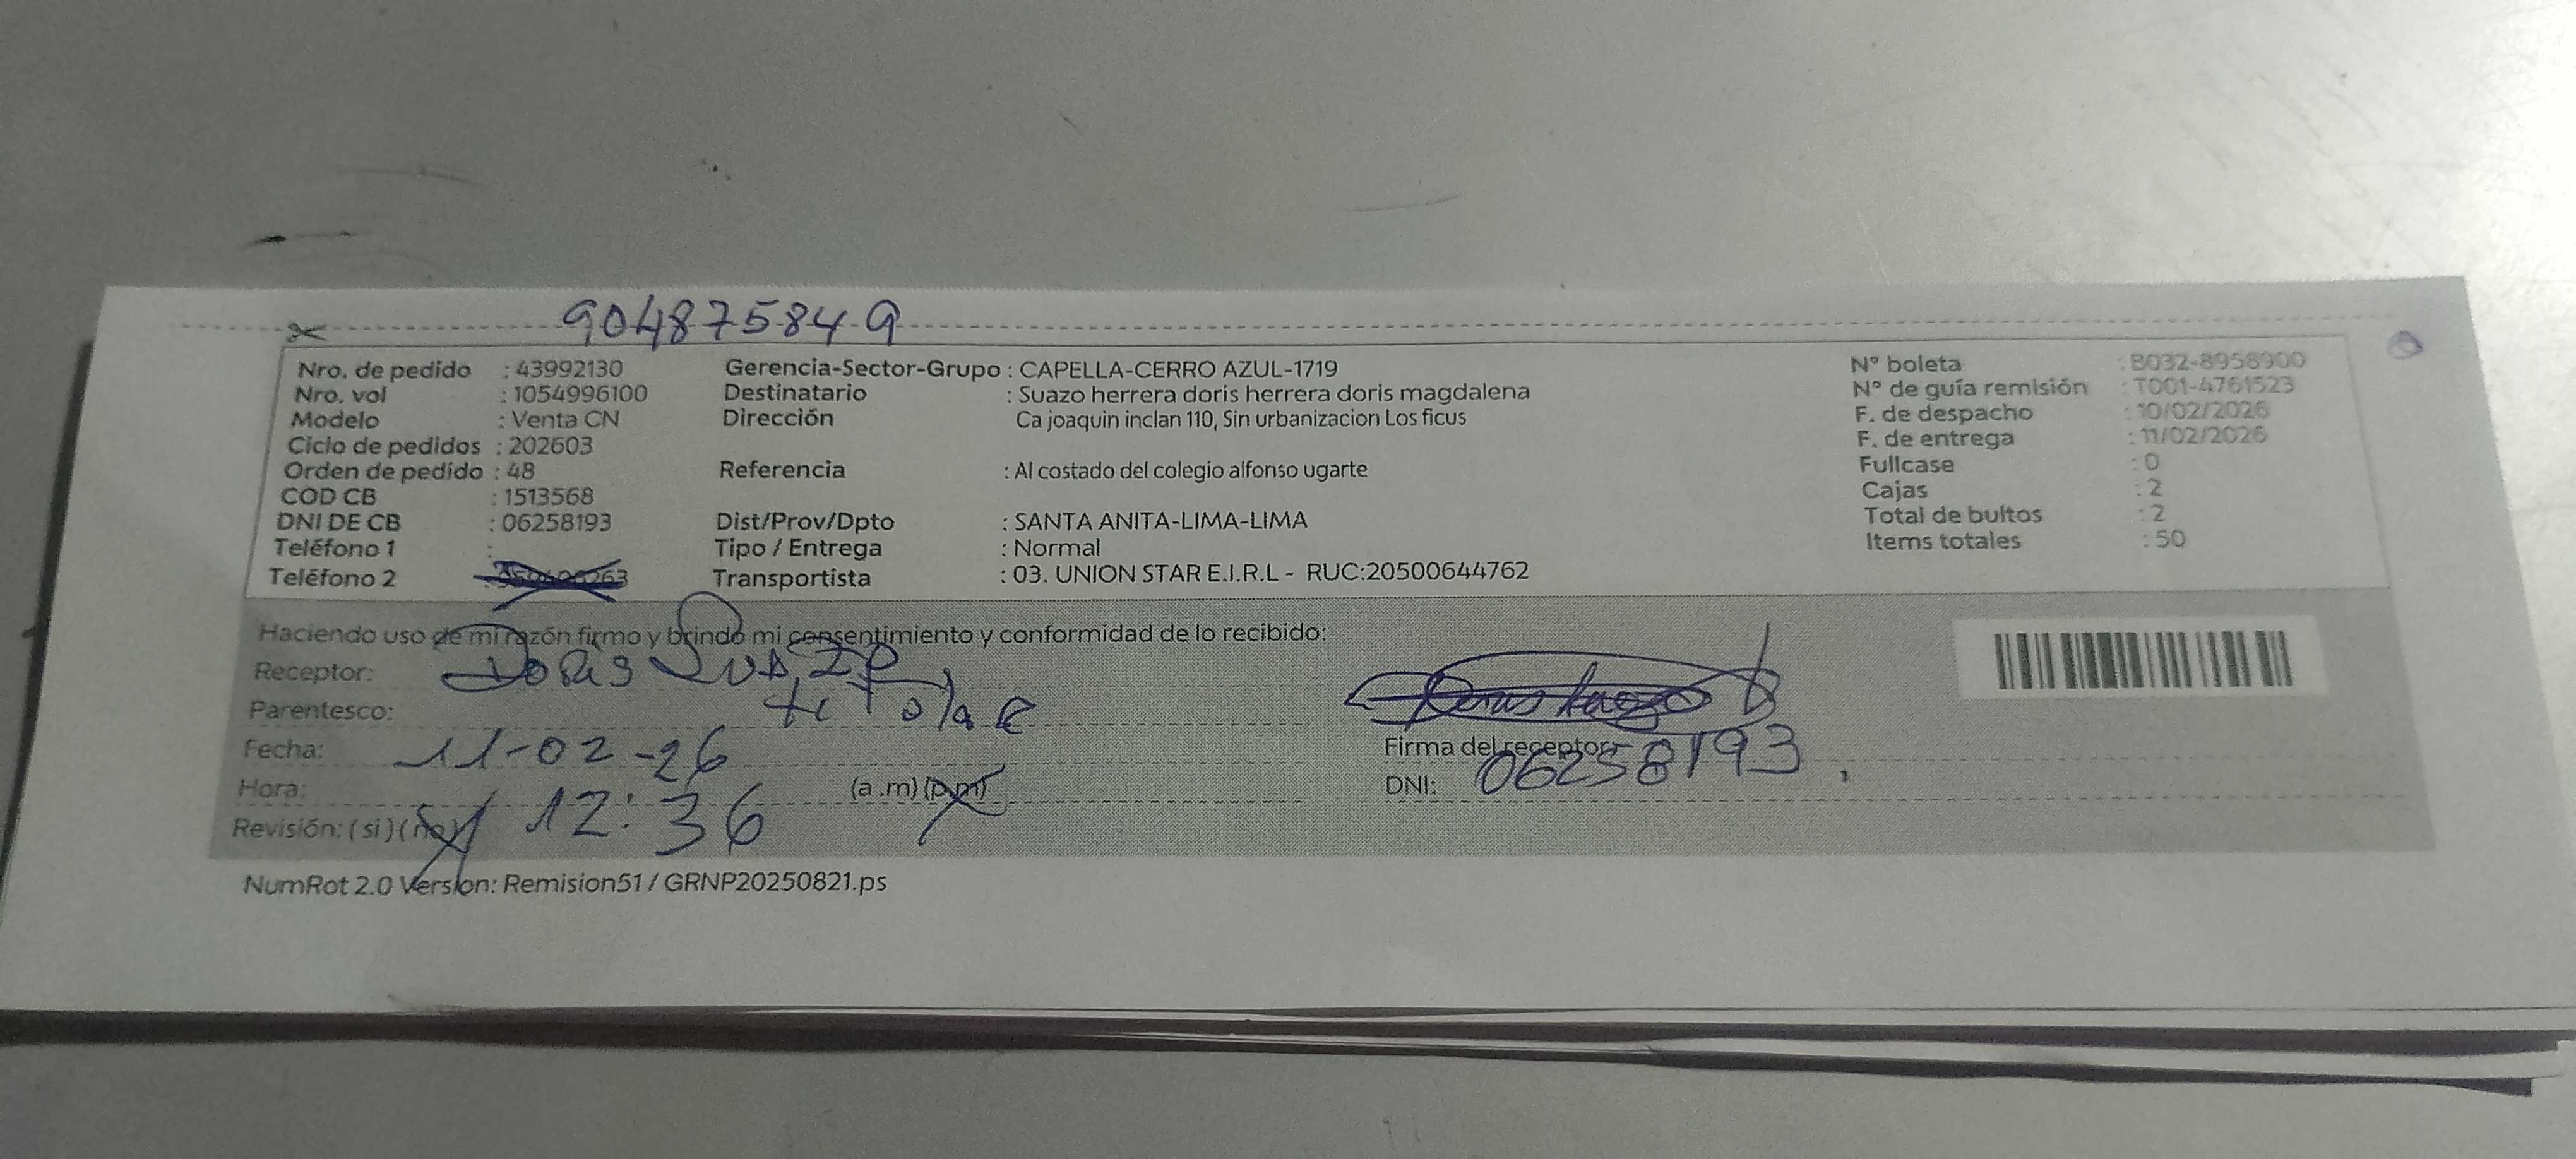 904875849
Nro. de pedido : 43992130 Gerencia-Sector-Grupo : CAPELLA-CERRO AZUL-1719 N° boleta : B032-8958900
Nro. vol : 1054996100 Destinatario : Suazo herrera doris herrera doris magdalena N° de guía remisión : T001-4761523
Modelo : Venta CN Dirección Ca joaquin inclan 110, Sin urbanizacion Los ficus F. de despacho : 10/02/2026
Ciclo de pedidos : 202603 F. de entrega : 11/02/2026
Orden de pedido : 48 Referencia : Al costado del colegio alfonso ugarte Fullcase : 0
COD CB : 1513568 Cajas : 2
DNI DE CB : 06258193 Dist/Prov/Dpto : SANTA ANITA-LIMA-LIMA Total de bultos : 2
Teléfono 1 : Tipo / Entrega : Normal Items totales : 50
Teléfono 2 : Transportista : 03. UNION STAR E.I.R.L - RUC:20500644762
Haciendo uso de mi razón firmo y brindo mi consentimiento y conformidad de lo recibido:
Receptor: Doris
Parentesco: titolar
Fecha: 11-02-26 Firma del receptor:
Hora: 12:36 (a .m) (p.m) DNI: 06258193
Revisión: ( si ) ( no )
NumRot 2.0 Version: Remision51 / GRNP20250821.ps